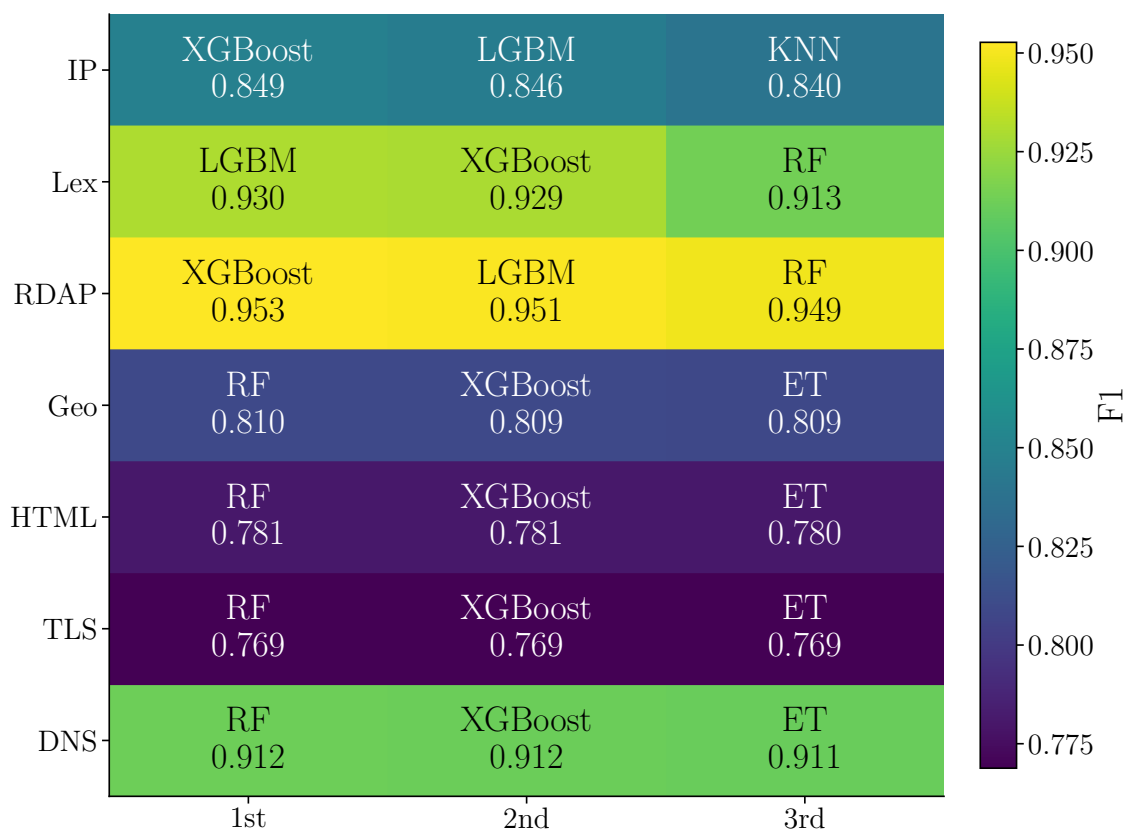 IP
XGBoost
0.849
LGBM
0.846
KNN
0.840
Lex
LGBM
0.930
XGBoost
0.929
RF
0.913
RDAP
XGBoost
0.953
LGBM
0.951
RF
0.949
Geo
RF
0.810
XGBoost
0.809
ET
0.809
HTML
RF
0.781
XGBoost
0.781
ET
0.780
TLS
RF
0.769
XGBoost
0.769
ET
0.769
DNS
RF
0.912
XGBoost
0.912
ET
0.911
1st
2nd
3rd
0.950
0.925
0.900
0.875
0.850
0.825
0.800
0.775
F1